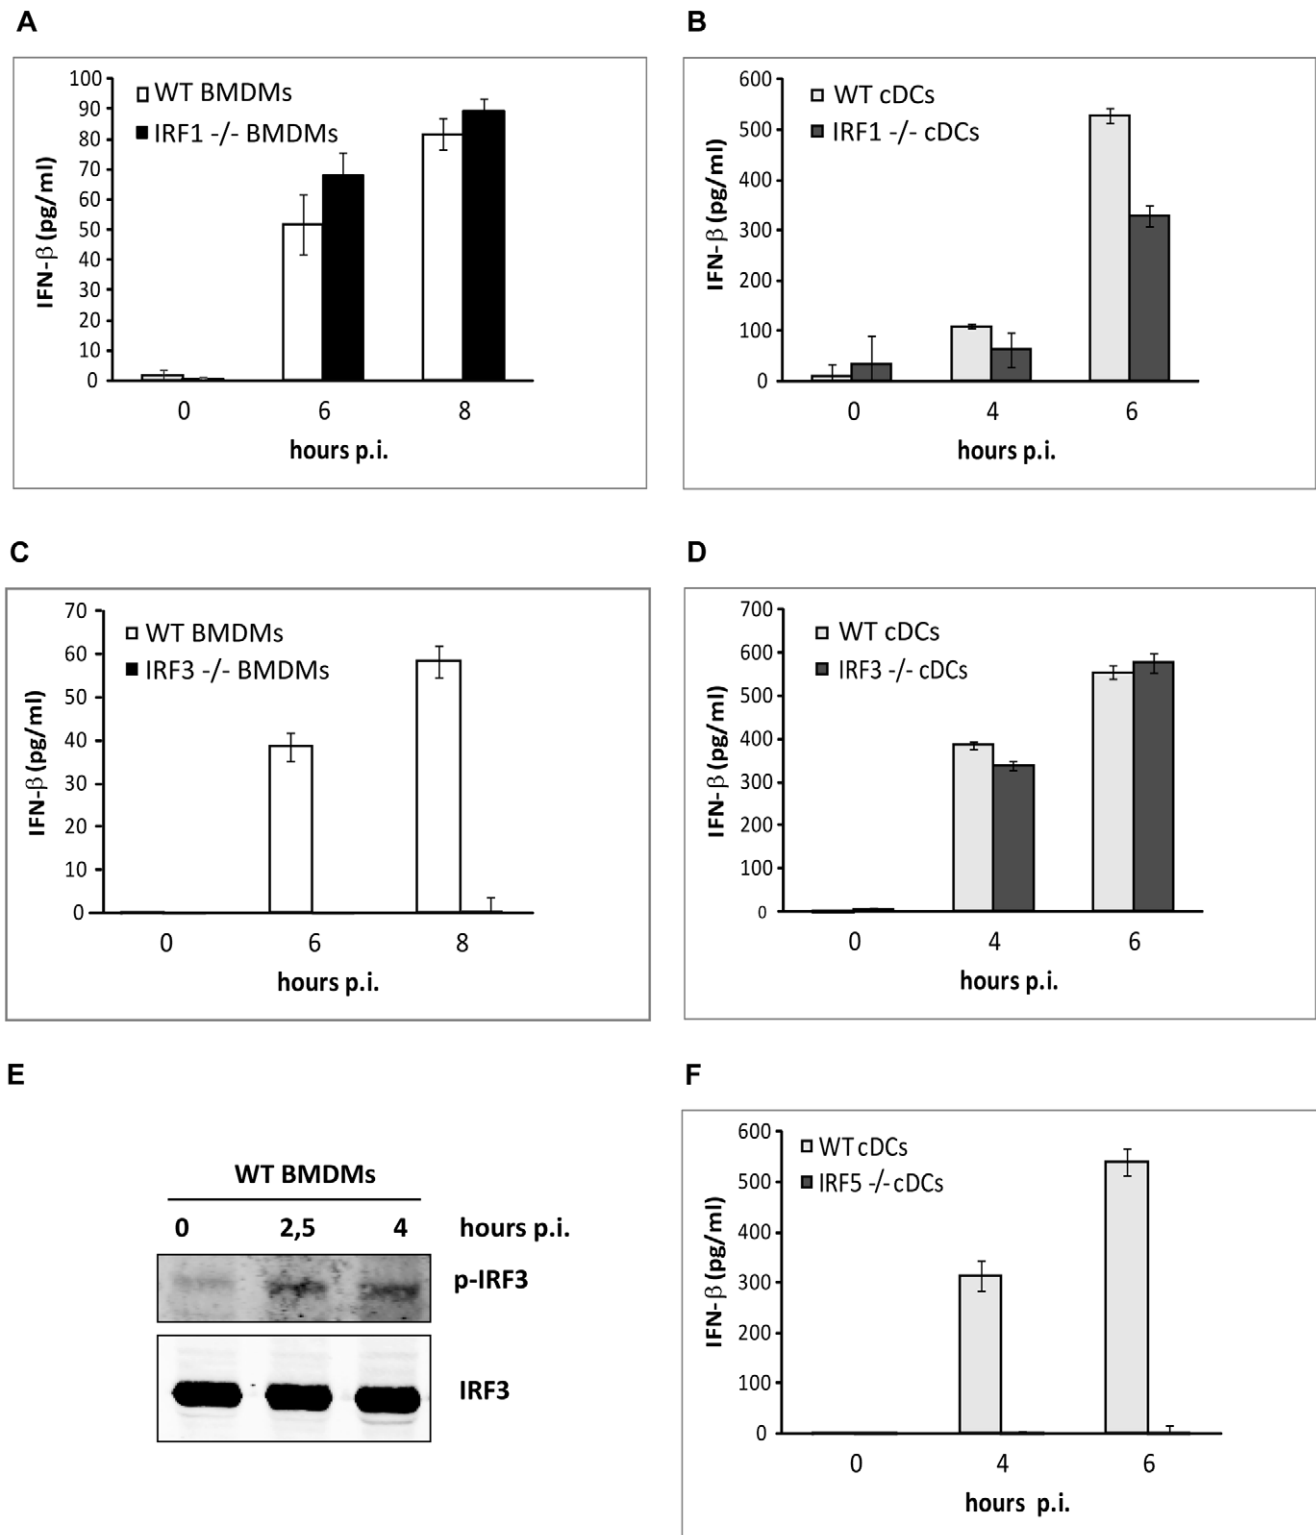 A
IFN-β (pg/ml)
100
90
80
70
60
50
40
30
20
10
0
WT BMDMs
IRF1 -/- BMDMs
0 6 8
hours p.i.
B
IFN- β (pg/ml)
600
500
400
300
200
100
0
WT cDCs
IRF1 -/- cDCs
0 4 6
hours p.i.
C
IFN-β (pg/ml)
70
60
50
40
30
20
10
0
WT BMDMs
IRF3 -/- BMDMs
0 6 8
hours p.i.
D
IFN- β (pg/ml)
700
600
500
400
300
200
100
0
WT cDCs
IRF3 -/- cDCs
0 4 6
hours p.i.
E
WT BMDMs
0 2,5 4 hours p.i.
p-IRF3
IRF3
F
IFN- β (pg/ml)
600
500
400
300
200
100
0
WT cDCs
IRF5 -/- cDCs
0 4 6
hours p.i.